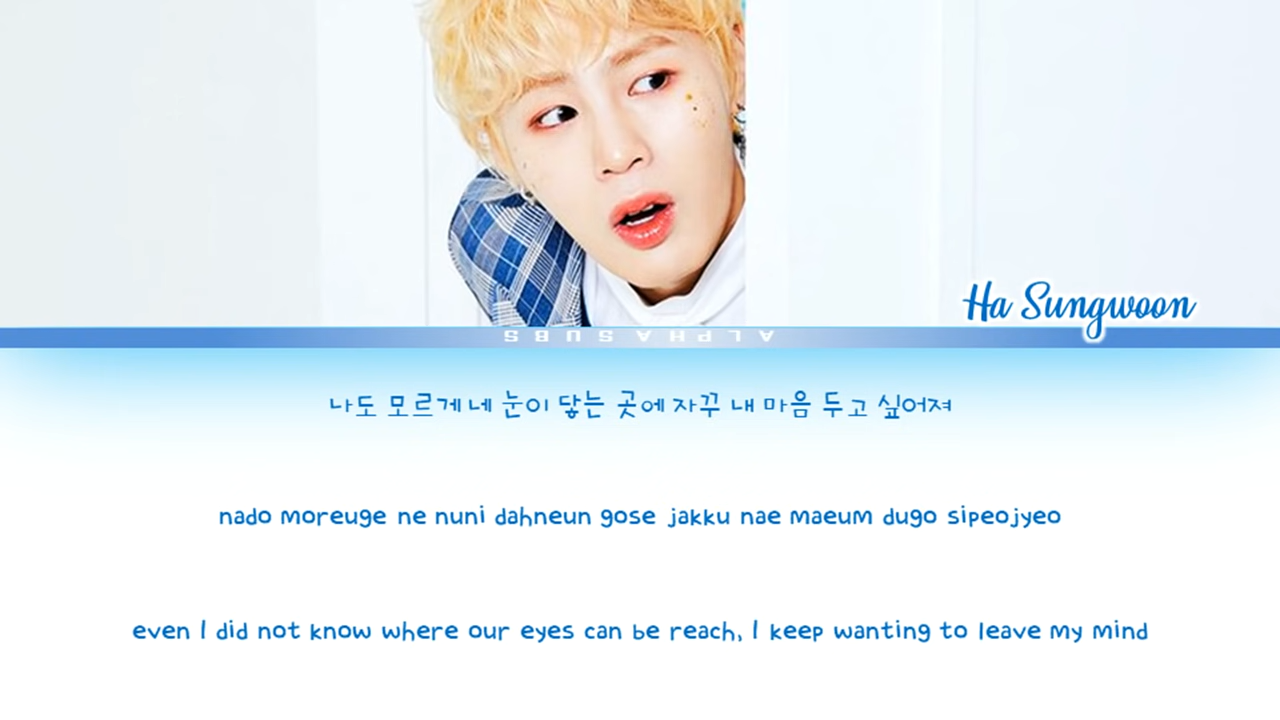 Ha Sungwoon
ALPHASUBS
나도 모르게 네 눈이 닿는 곳에 자꾸 내 마음 두고 싶어져
nado moreuge ne nuni dahneun gose jakku nae maeum dugo sipeojyeo
even I did not know where our eyes can be reach, I keep wanting to leave my mind